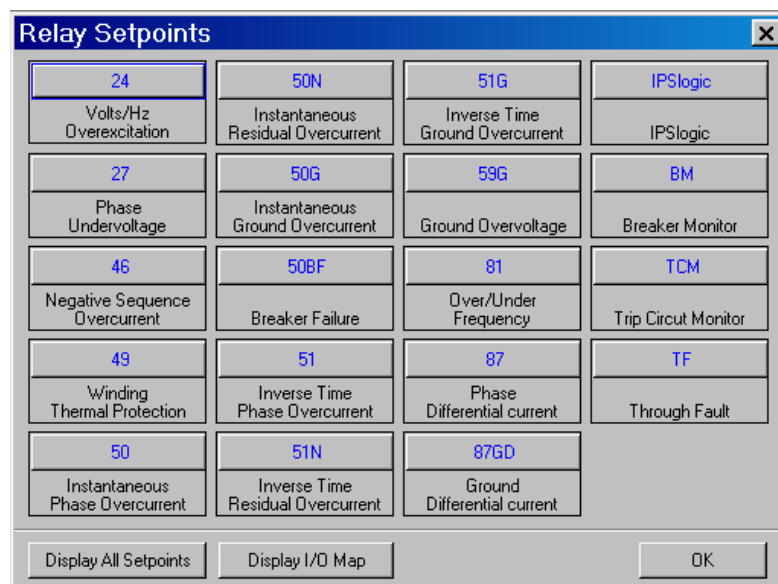 Relay Setpoints
24
Volts/Hz
Overexcitation
50N
Instantaneous
Residual Overcurrent
51G
Inverse Time
Ground Overcurrent
IPSlogic
IPSlogic
27
Phase
Undervoltage
50G
Instantaneous
Ground Overcurrent
59G
Ground Overvoltage
BM
Breaker Monitor
46
Negative Sequence
Overcurrent
50BF
Breaker Failure
81
Over/Under
Frequency
TCM
Trip Circut Monitor
49
Winding
Thermal Protection
51
Inverse Time
Phase Overcurrent
87
Phase
Differential current
TF
Through Fault
50
Instantaneous
Phase Overcurrent
51N
Inverse Time
Residual Overcurrent
87GD
Ground
Differential current
Display All Setpoints
Display I/O Map
OK